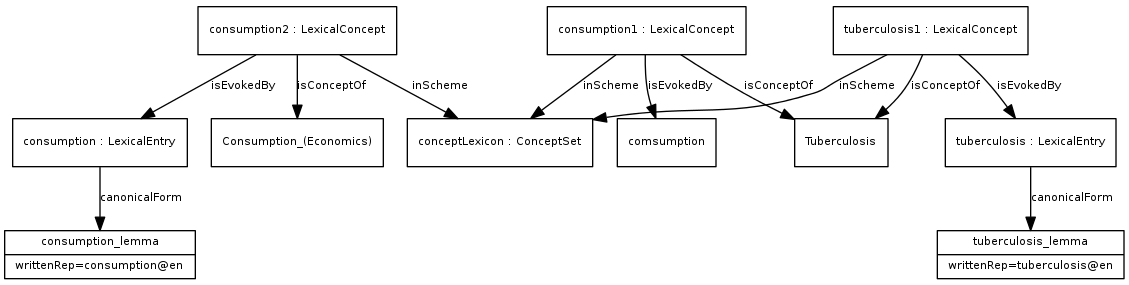 consumption2 : LexicalConcept
consumption1 : LexicalConcept
tuberculosis1 : LexicalConcept
isEvokedBy
isConceptOf
inScheme
inScheme
isEvokedBy
isConceptOf
inScheme
isConceptOf
isEvokedBy
consumption : LexicalEntry
Consumption_(Economics)
conceptLexicon : ConceptSet
comsumption
Tuberculosis
tuberculosis : LexicalEntry
canonicalForm
canonicalForm
consumption_lemma
writtenRep=consumption@en
tuberculosis_lemma
writtenRep=tuberculosis@en